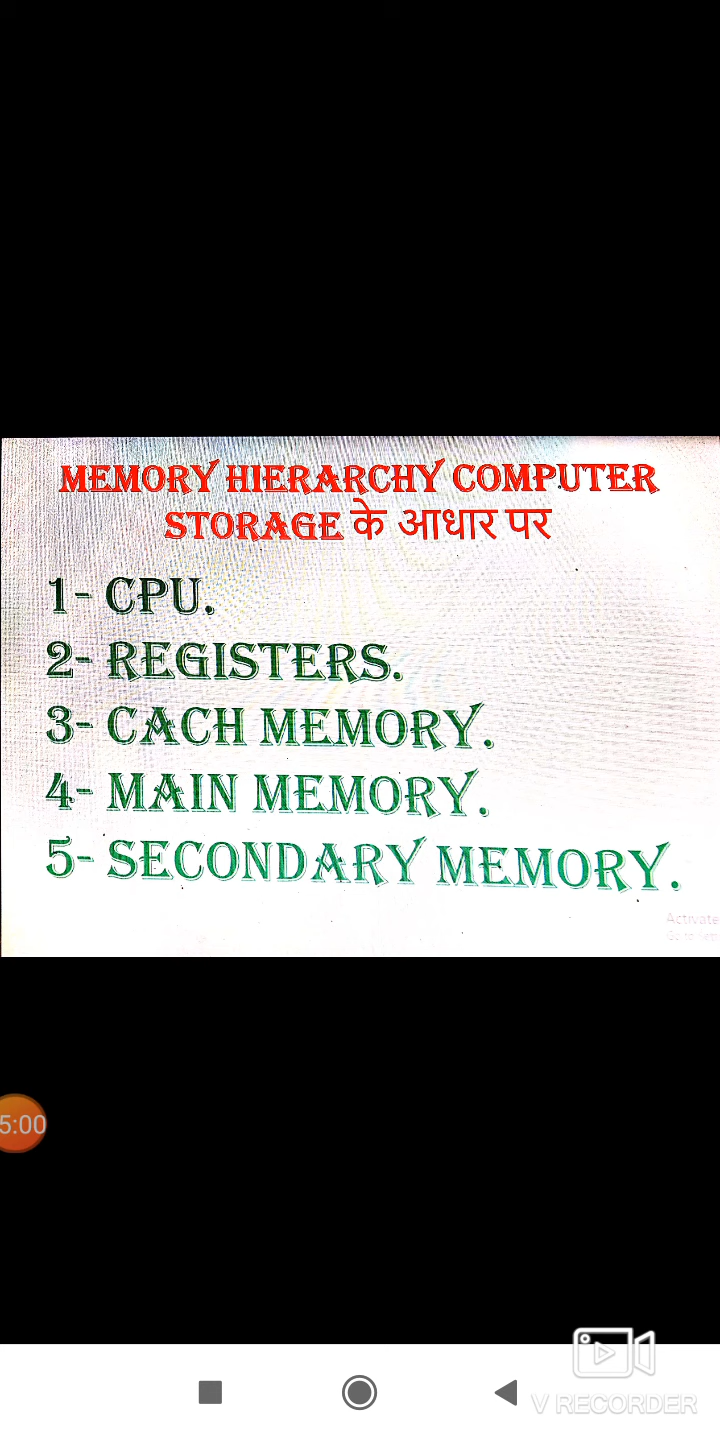 MEMORY HIERARCHY COMPUTER
STORAGE के आधार पर
1- CPU.
2- REGISTERS.
3- CACH MEMORY.
4- MAIN MEMORY.
5- SECONDARY MEMORY.
Activate
5:00
V RECORDER